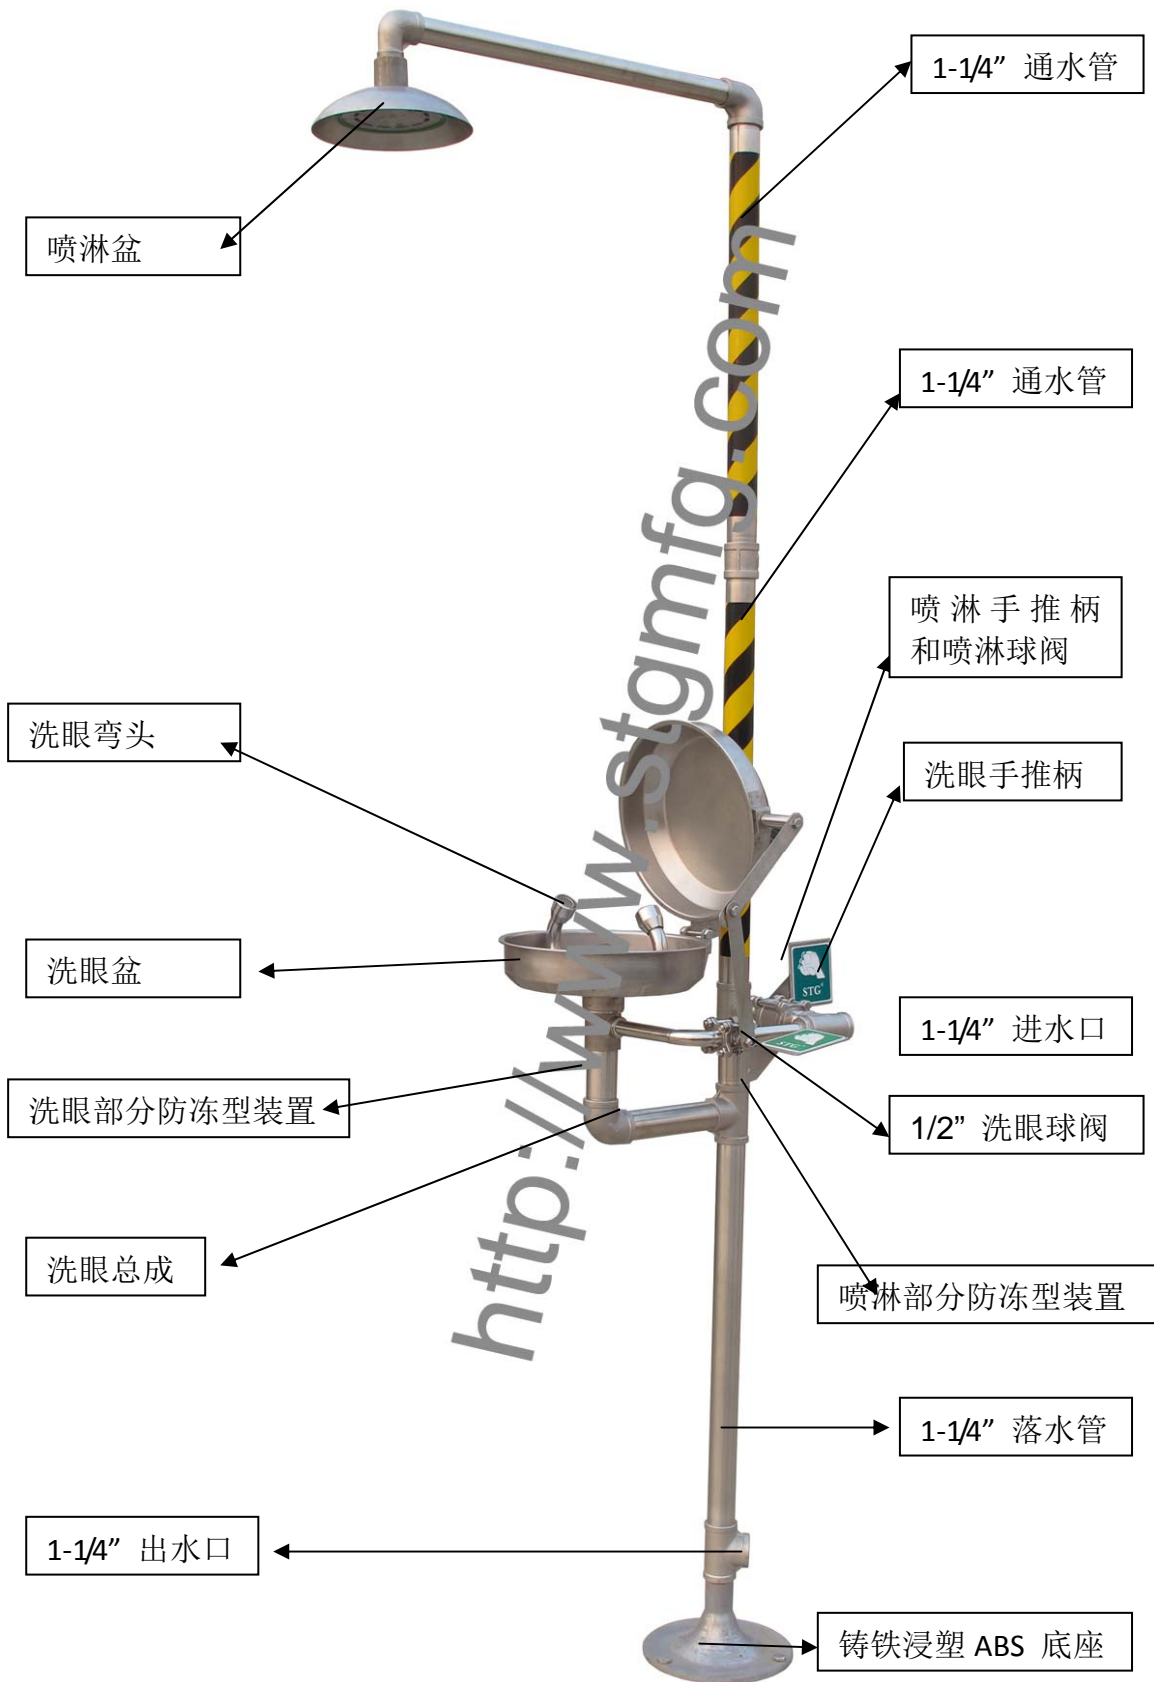 1-1/4” 通水管
喷淋盆
1-1/4” 通水管
喷淋手推柄
和喷淋球阀
洗眼弯头
洗眼手推柄
洗眼盆
STG®
1-1/4” 进水口
STG®
洗眼部分防冻型装置
1/2” 洗眼球阀
洗眼总成
喷淋部分防冻型装置
1-1/4” 落水管
1-1/4” 出水口
铸铁浸塑 ABS 底座
http://www.stgmfg.com